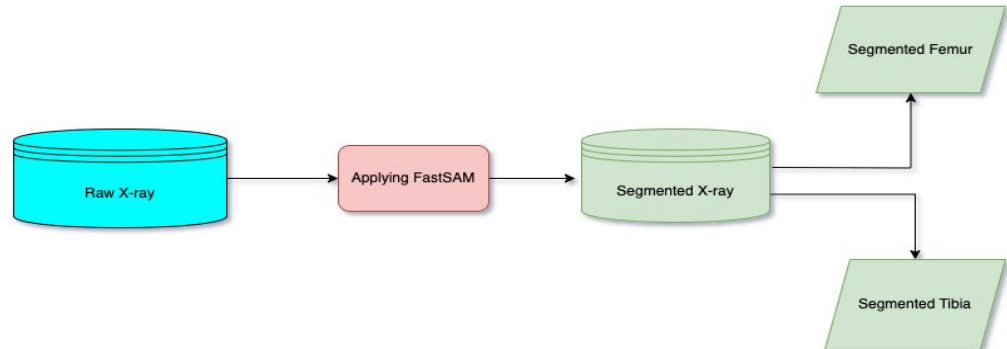 Segmented Femur
Raw X-ray
Applying FastSAM
Segmented X-ray
Segmented Tibia